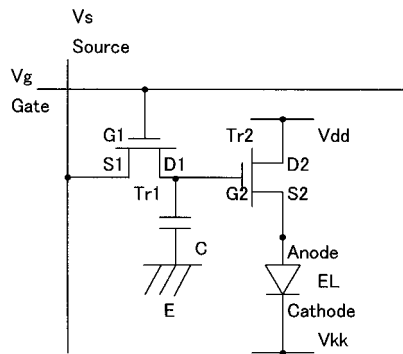 Vs
Source
Vg
Gate
G1
Tr2
Vdd
S1
D1
D2
Tr1
G2
S2
C
Anode
E
EL
Cathode
Vkk